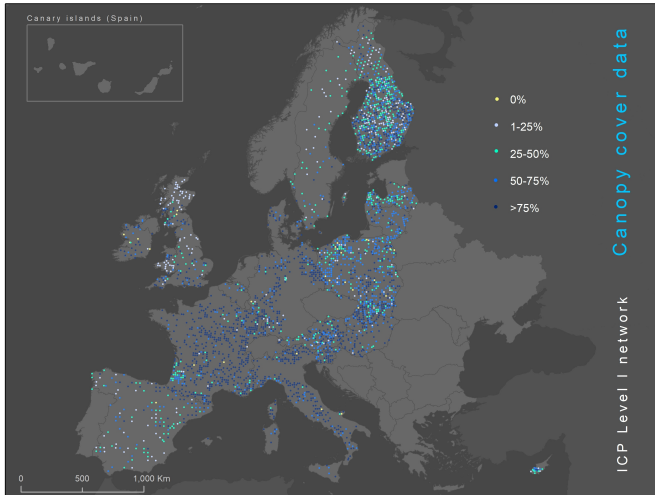 Canary islands (Spain)
0%
1-25%
25-50%
50-75%
>75%
Canopy cover data
ICP Level I network
0 500 1,000 Km